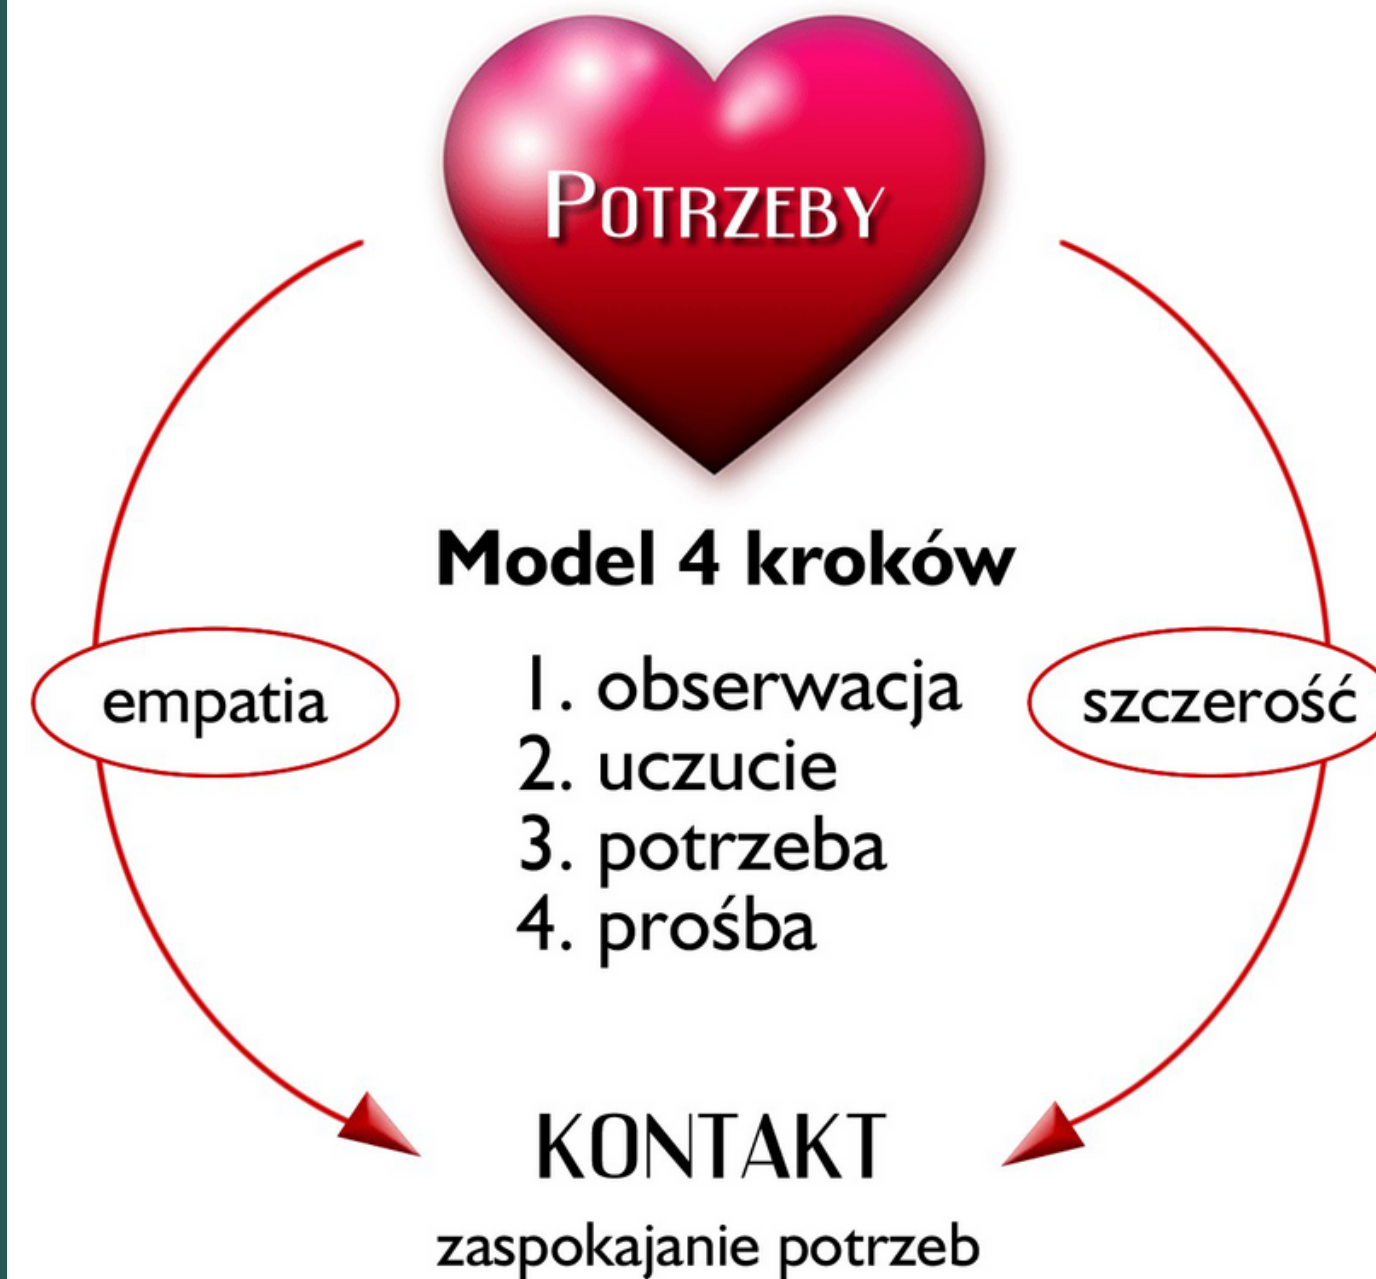 POTRZEBY
Model 4 kroków
empatia
1. obserwacja
2. uczucie
3. potrzeba
4. prośba
szczerość
KONTAKT
zaspokajanie potrzeb